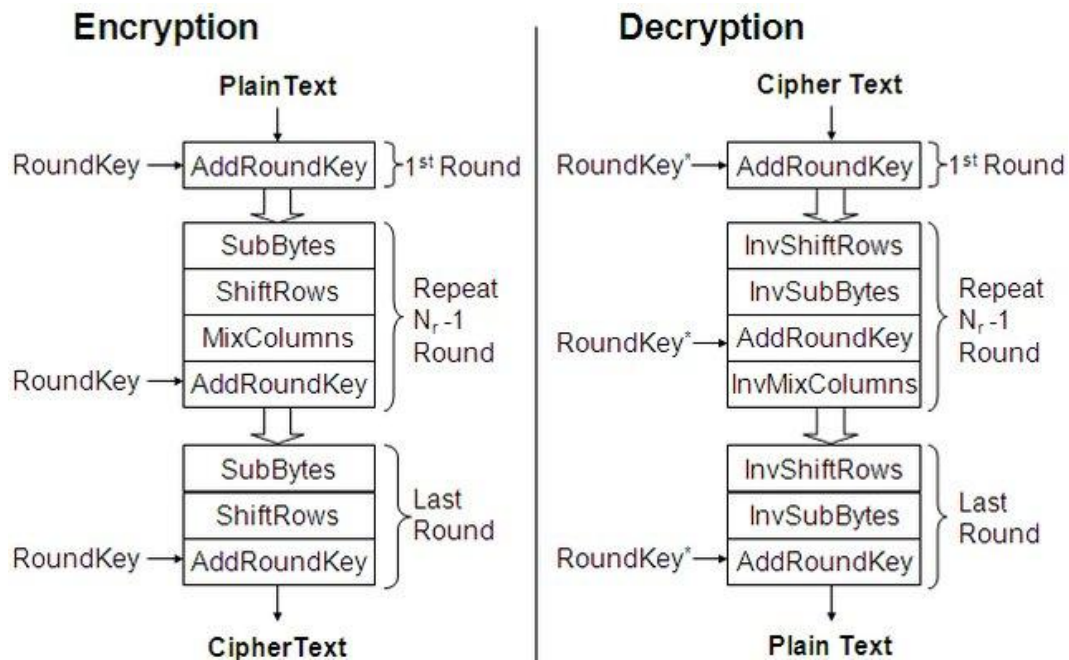 Encryption
PlainText
RoundKey
AddRoundKey
1st Round
SubBytes
ShiftRows
MixColumns
RoundKey
AddRoundKey
Repeat
Nr -1
Round
SubBytes
ShiftRows
RoundKey
AddRoundKey
Last
Round
CipherText
Decryption
Cipher Text
RoundKey*
AddRoundKey
1st Round
InvShiftRows
InvSubBytes
RoundKey*
AddRoundKey
InvMixColumns
Repeat
Nr -1
Round
InvShiftRows
InvSubBytes
RoundKey*
AddRoundKey
Last
Round
Plain Text